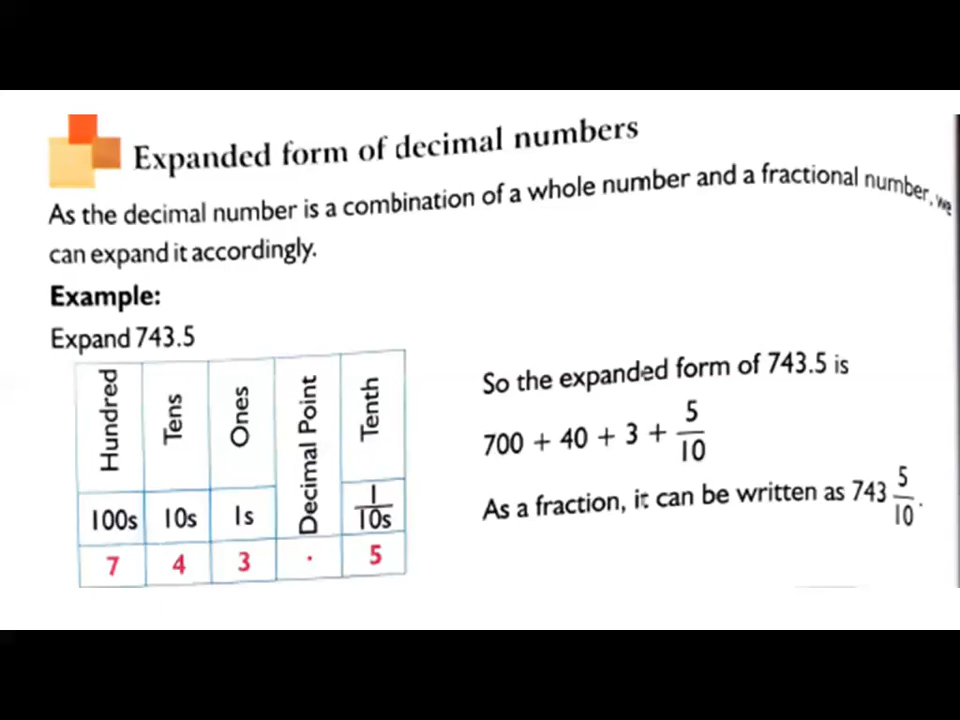 Expanded form of decimal numbers
As the decimal number is a combination of a whole number and a fractional number, we
can expand it accordingly.
Example:
Expand 743.5
Hundred Tens Ones Decimal Point Tenth
100s 10s 1s 1/10s
7 4 3 . 5
So the expanded form of 743.5 is
700 + 40 + 3 + 5/10
As a fraction, it can be written as 743 5/10.